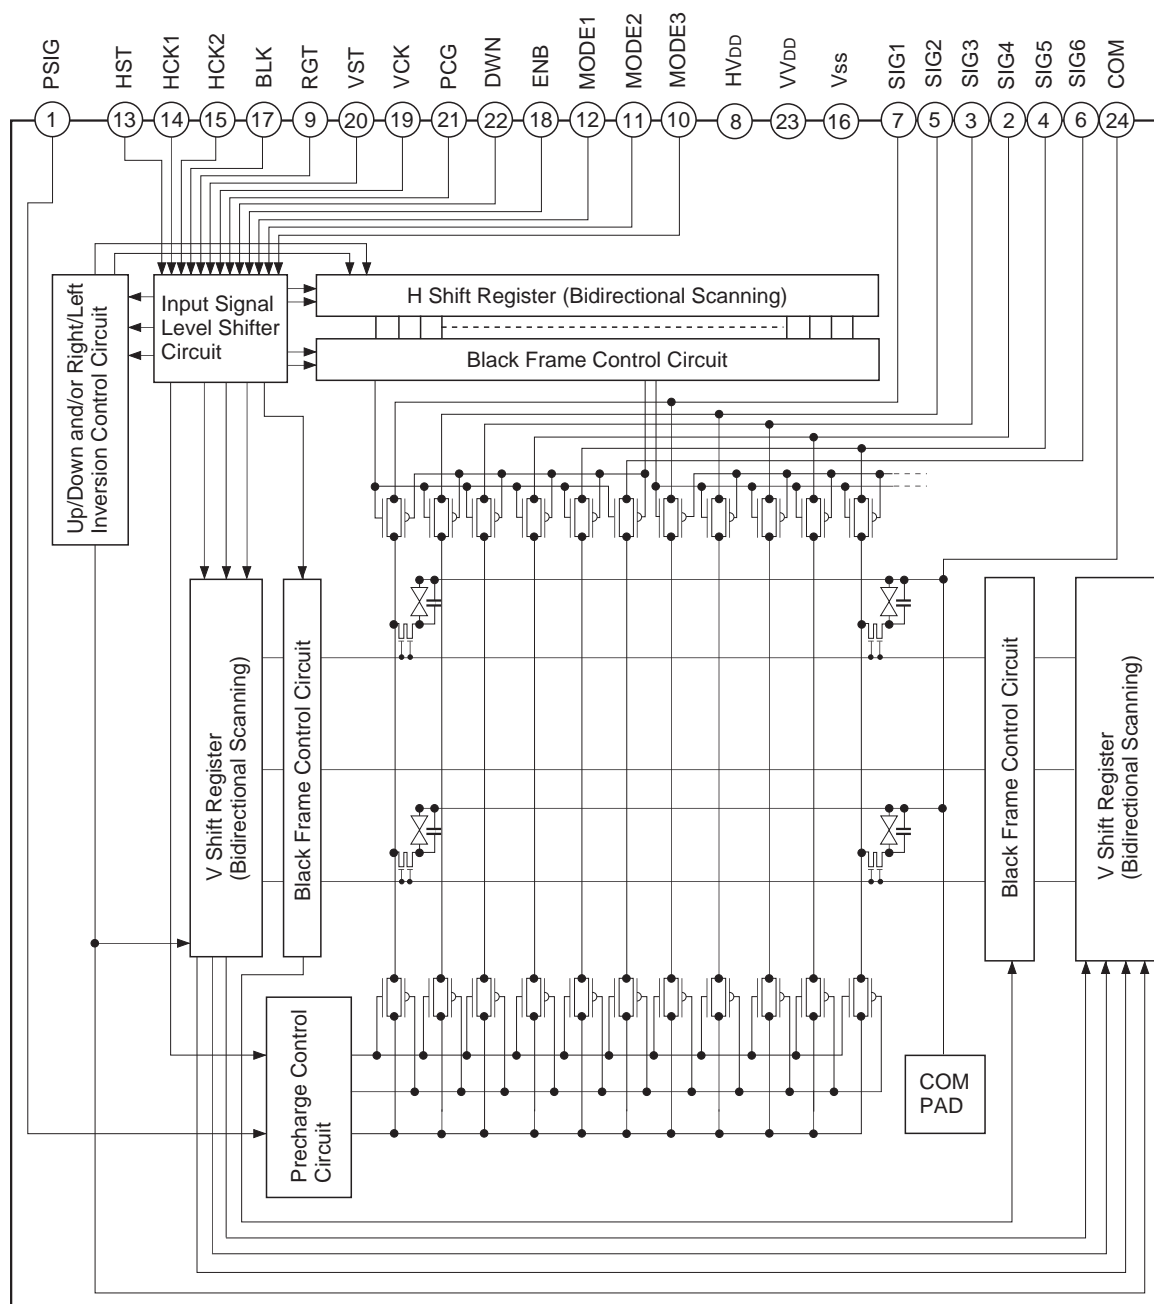 PSIG
HST
HCK1
HCK2
BLK
RGT
VST
VCK
PCG
DWN
ENB
MODE1
MODE2
MODE3
HVDD
VVDD
Vss
SIG1
SIG2
SIG3
SIG4
SIG5
SIG6
COM
1
13
14
15
17
9
20
19
21
22
18
12
11
10
8
23
16
7
5
3
2
4
6
24
Up/Down and/or Right/Left
Inversion Control Circuit
Input Signal
Level Shifter
Circuit
H Shift Register (Bidirectional Scanning)
Black Frame Control Circuit
V Shift Register
(Bidirectional Scanning)
Black Frame Control Circuit
Black Frame Control Circuit
V Shift Register
(Bidirectional Scanning)
Precharge Control
Circuit
COM
PAD